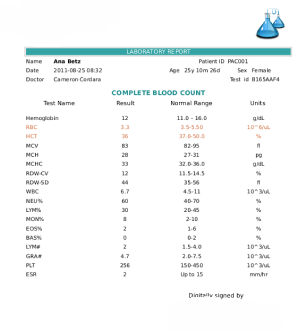 LABORATORY REPORT
Name Ana Betz Patient ID PAC001
Date 2011-08-25 08:32 Age 25y 10m 26d Sex Female
Doctor Cameron Cordara Test id 8165AAF4
COMPLETE BLOOD COUNT
Test Name Result Normal Range Units
Hemoglobin 12 11.0 - 16.0 g/dL
RBC 3.3 3.5-5.50 10^6/uL
HCT 36 37.0-50.0 %
MCV 83 82-95 fl
MCH 28 27-31 pg
MCHC 33 32.0-36.0 g/dL
RDW-CV 12 11.5-14.5 %
RDW-SD 44 35-56 fl
WBC 6.7 4.5-11 10^3/uL
NEU% 60 40-70 %
LYM% 30 20-45 %
MON% 8 2-10 %
EOS% 2 1-6 %
BAS% 0 0-2 %
LYM# 2 1.5-4.0 10^3/uL
GRA# 4.7 2.0-7.5 10^3/uL
PLT 256 150-450 10^3/uL
ESR 2 Up to 15 mm/hr
Digitally signed by